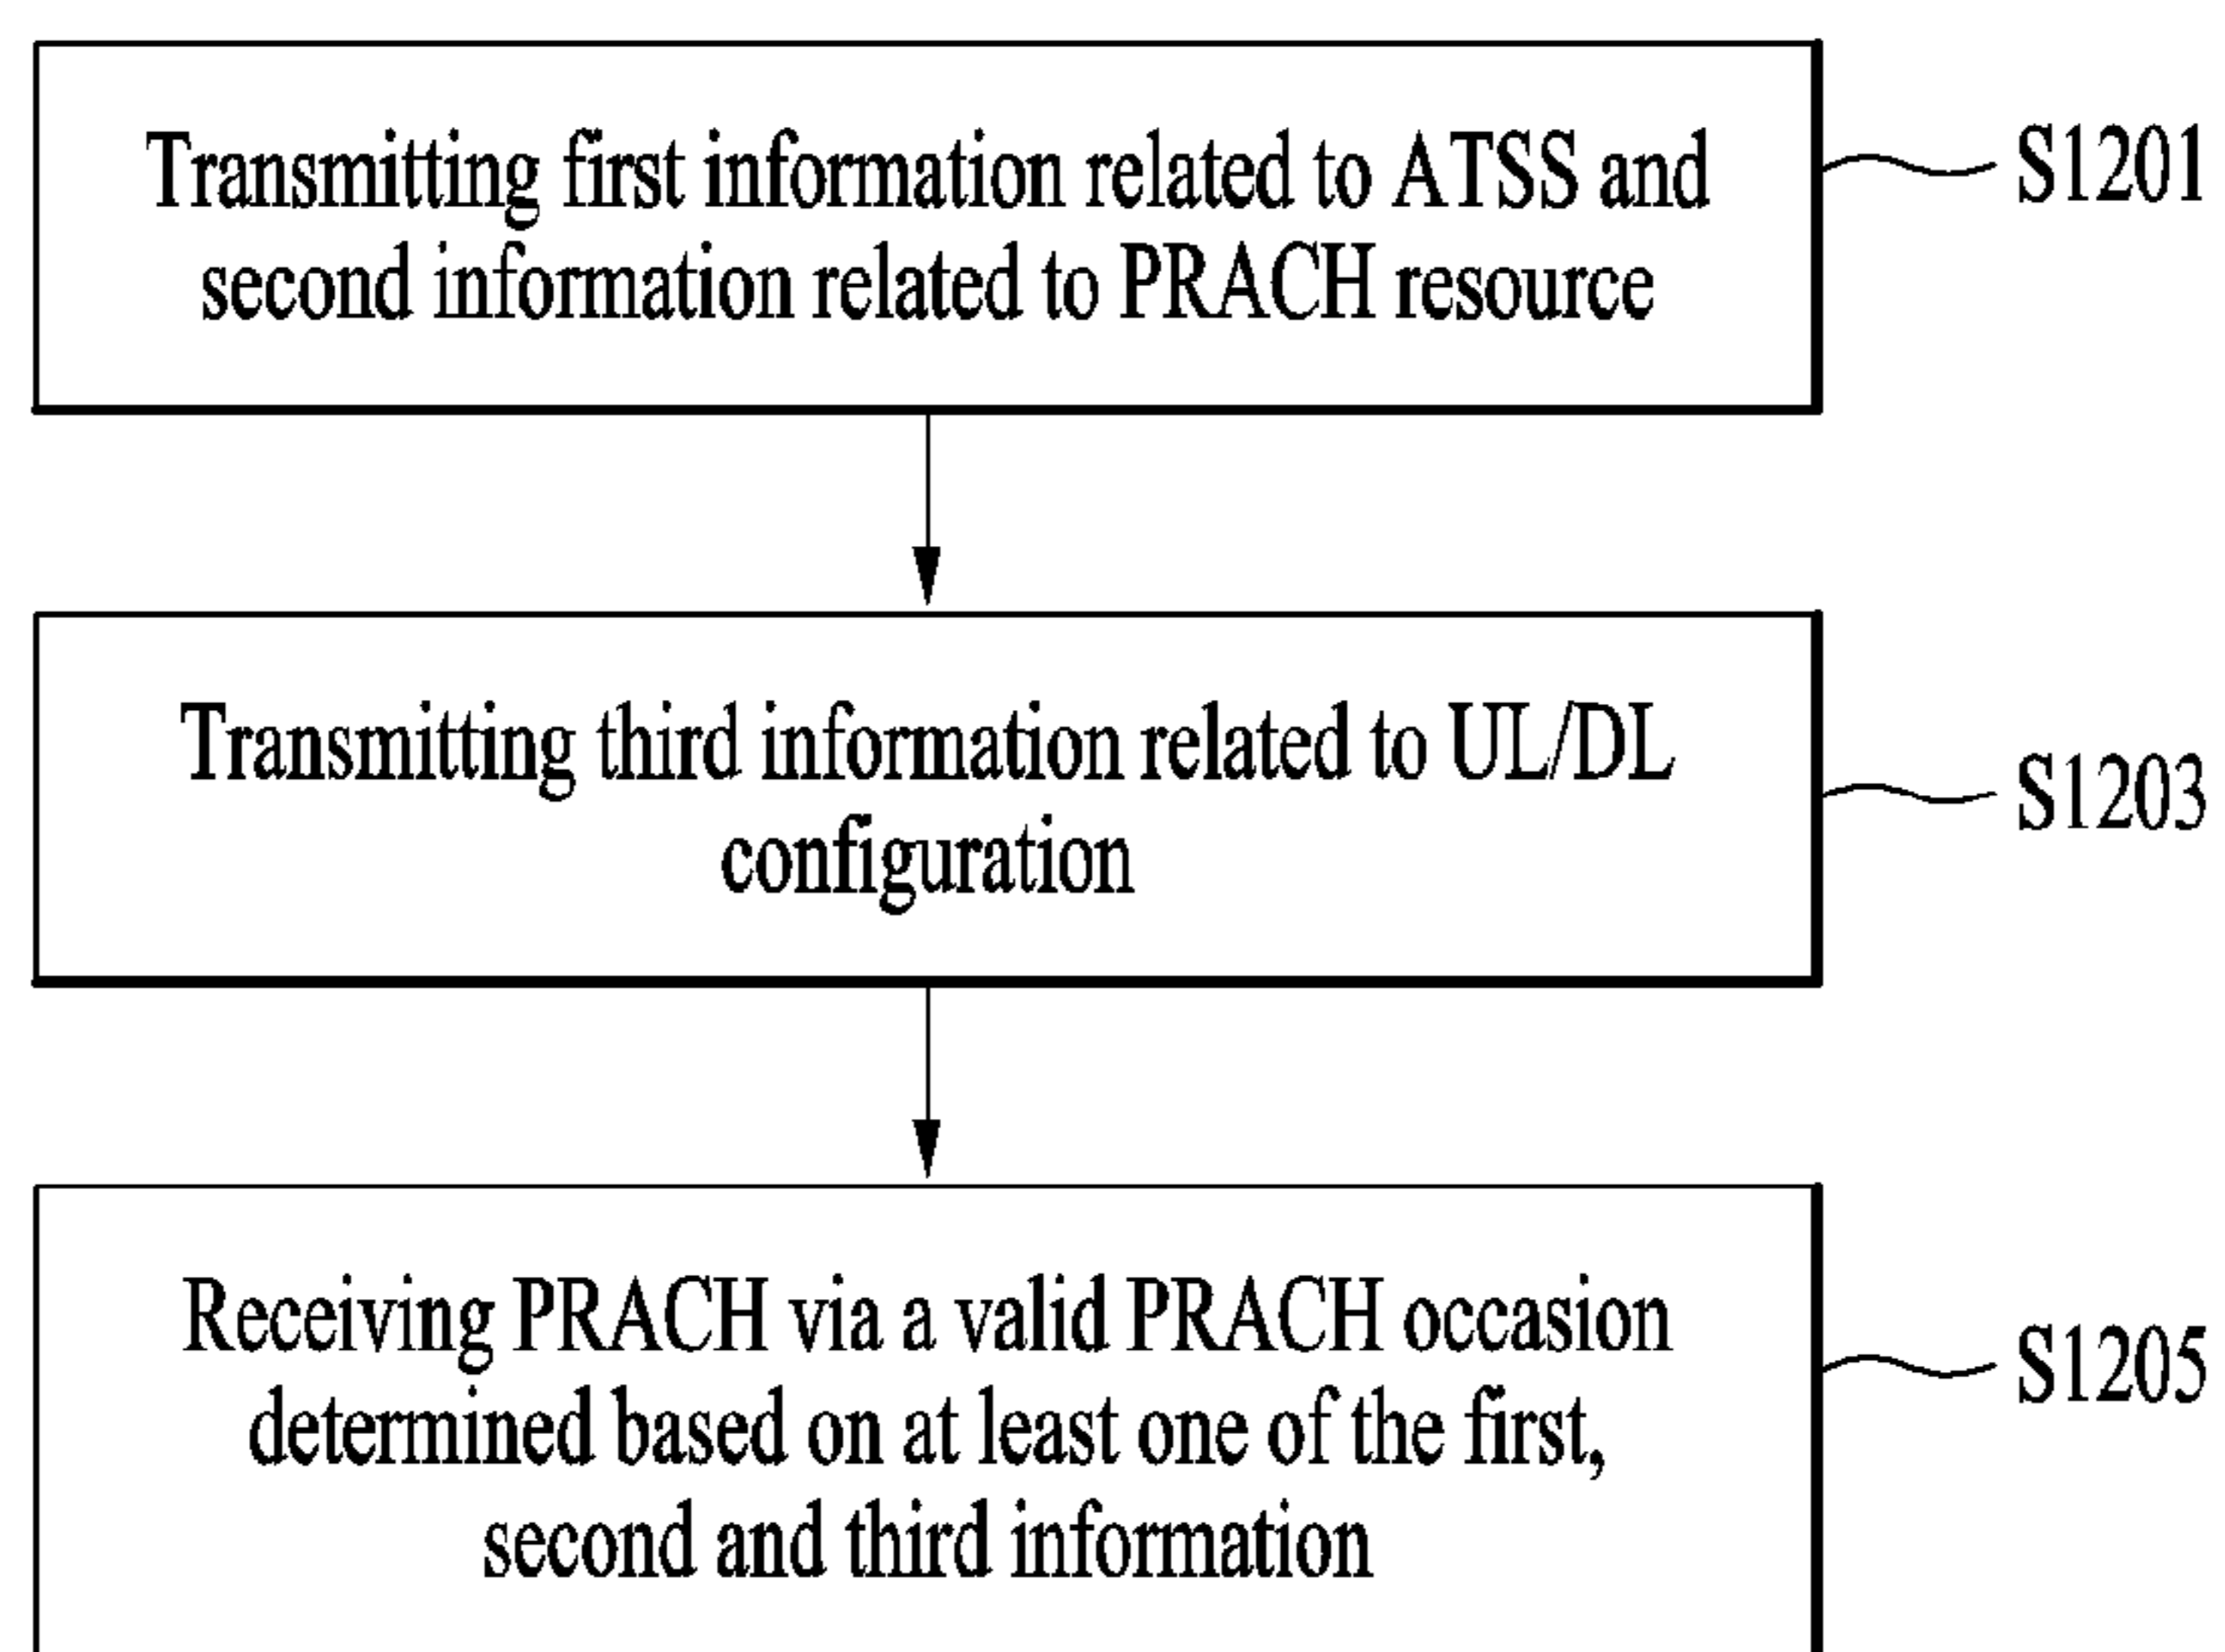 Transmitting first information related to ATSS and
second information related to PRACH resource
S1201
Transmitting third information related to UL/DL
configuration
S1203
Receiving PRACH via a valid PRACH occasion
determined based on at least one of the first,
second and third information
S1205